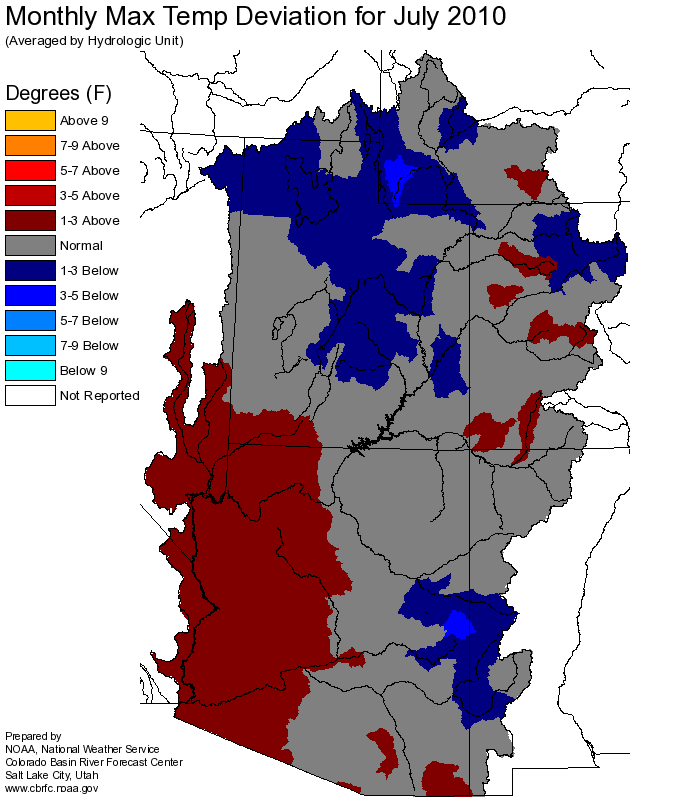 Monthly Max Temp Deviation for July 2010
(Averaged by Hydrologic Unit)
Degrees (F)
Above 9
7-9 Above
5-7 Above
3-5 Above
1-3 Above
Normal
1-3 Below
3-5 Below
5-7 Below
7-9 Below
Below 9
Not Reported
Prepared by
NOAA, National Weather Service
Colorado Basin River Forecast Center
Salt Lake City, Utah
www.cbrfc.noaa.gov